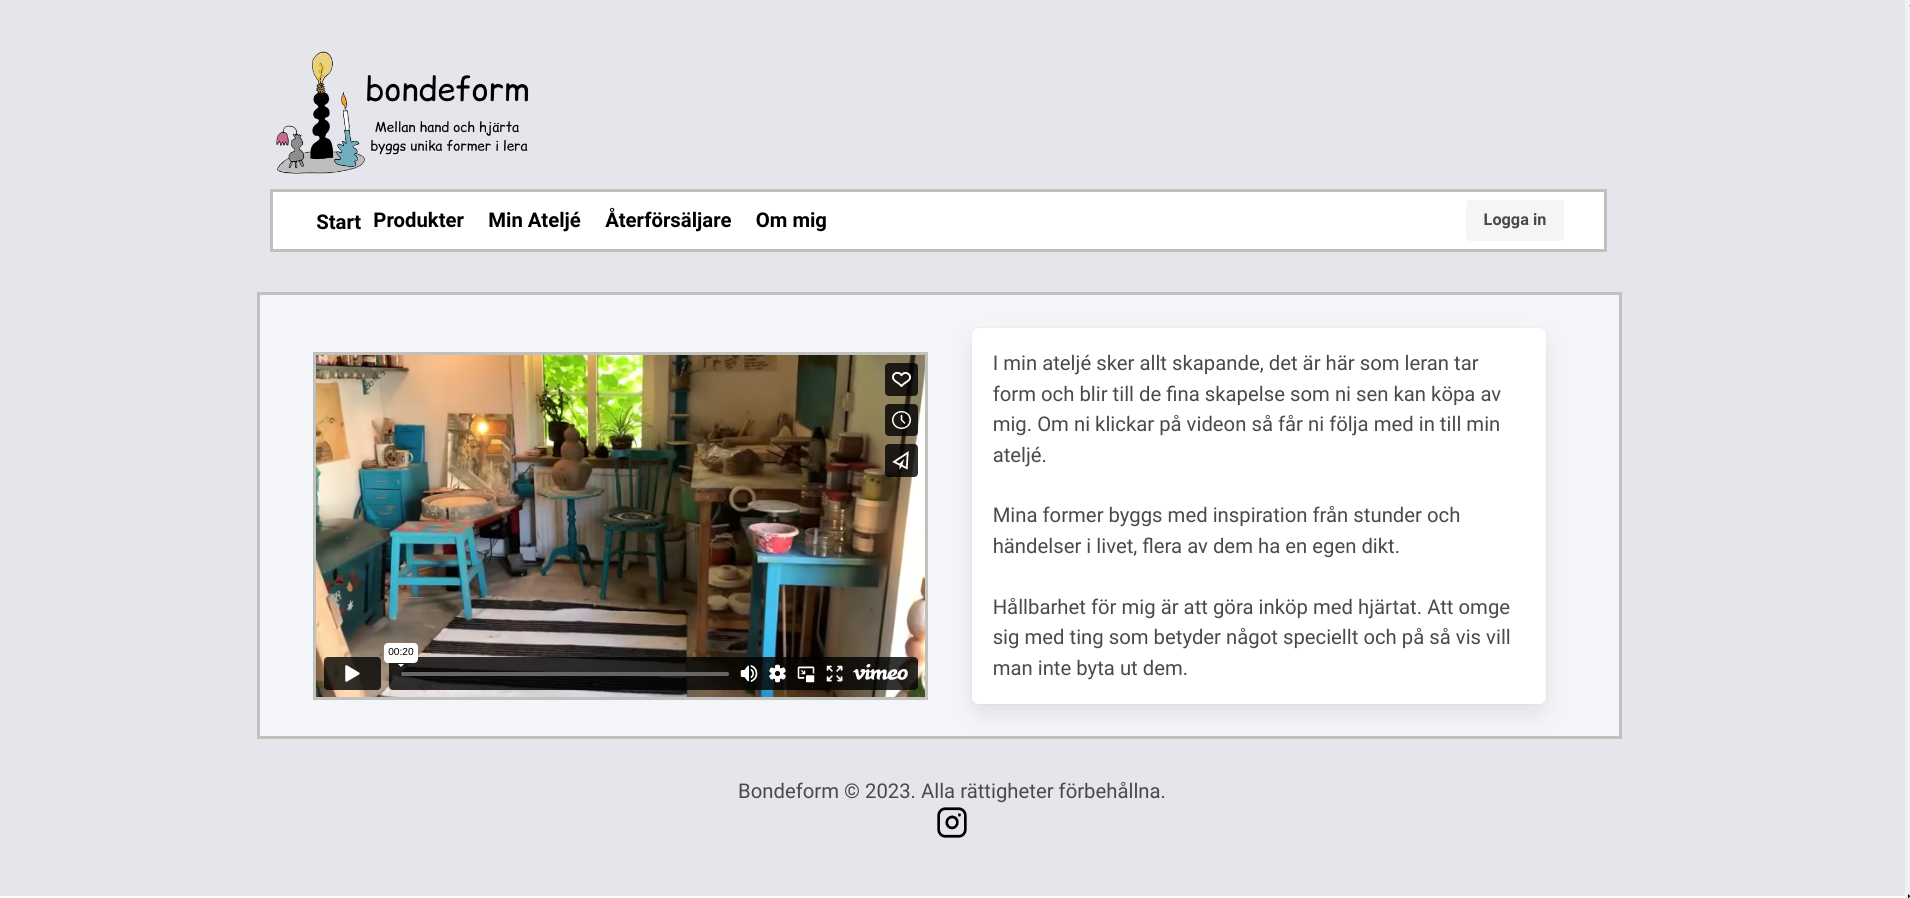 bondeform
Mellan hand och hjärta
byggs unika former i lera
Start Produkter Min Ateljé Återförsäljare Om mig Logga in
I min ateljé sker allt skapande, det är här som leran tar
form och blir till de fina skapelse som ni sen kan köpa av
mig. Om ni klickar på videon så får ni följa med in till min
ateljé.
Mina former byggs med inspiration från stunder och
händelser i livet, flera av dem ha en egen dikt.
Hållbarhet för mig är att göra inköp med hjärtat. Att omge
sig med ting som betyder något speciellt och på så vis vill
man inte byta ut dem.
00:20
vimeo
Bondeform © 2023. Alla rättigheter förbehållna.